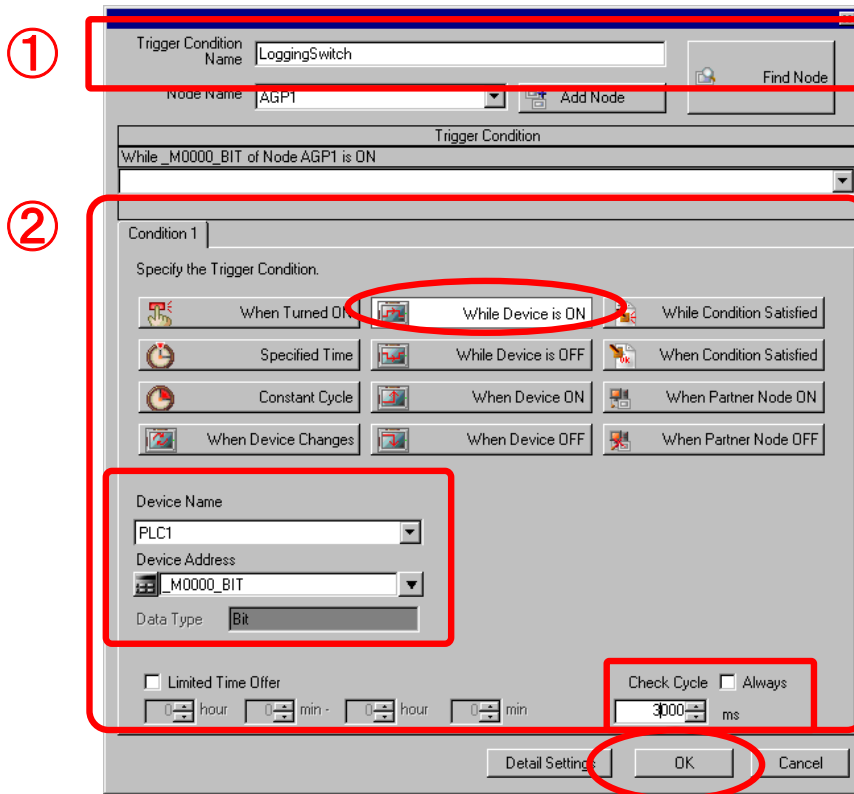 ①
Trigger Condition Name LoggingSwitch
Find Node
Node Name AGP1 Add Node
Trigger Condition
While _M0000_BIT of Node AGP1 is ON
②
Condition 1
Specify the Trigger Condition.
When Turned ON While Device is ON While Condition Satisfied
Specified Time While Device is OFF When Condition Satisfied
Constant Cycle When Device ON When Partner Node ON
When Device Changes When Device OFF When Partner Node OFF
Device Name
PLC1
Device Address
_M0000_BIT
Data Type Bit
Limited Time Offer Check Cycle Always
0 hour 0 min - 0 hour 0 min 3000 ms
Detail Settings OK Cancel